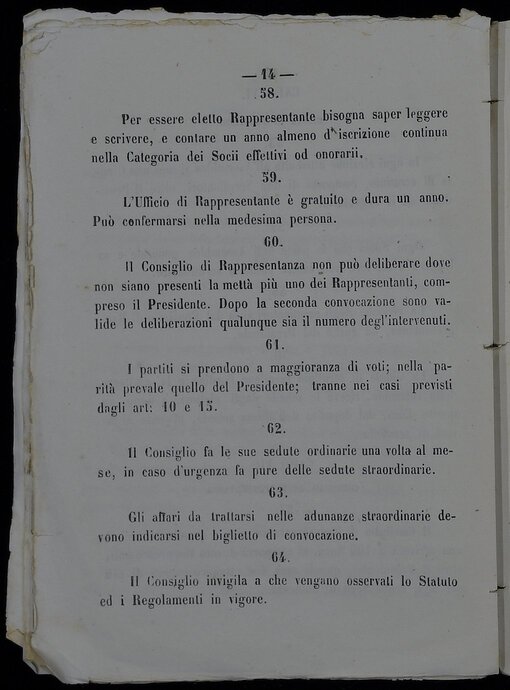 — 14 —
58.
Per essere eletto Rappresentante bisogna saper leggere
e scrivere, e contare un anno almeno d'iscrizione continua
nella Categoria dei Socii effettivi od onorarii.
59.
L'Ufficio di Rappresentante è gratuito e dura un anno.
Può confermarsi nella medesima persona.
60.
Il Consiglio di Rappresentanza non può deliberare dove
non siano presenti la mettà più uno dei Rappresentanti, com-
preso il Presidente. Dopo la seconda convocazione sono va-
lide le deliberazioni qualunque sia il numero degl'intervenuti.
61.
I partiti si prendono a maggioranza di voti; nella pa-
rità prevale quello del Presidente; tranne nei casi previsti
dagli art: 10 e 15.
62.
Il Consiglio fa le sue sedute ordinarie una volta al me-
se, in caso d'urgenza fa pure delle sedute straordinarie.
63.
Gli affari da trattarsi nelle adunanze straordinarie de-
vono indicarsi nel biglietto di convocazione.
64.
Il Consiglio invigila a che vengano osservati lo Statuto
ed i Regolamenti in vigore.